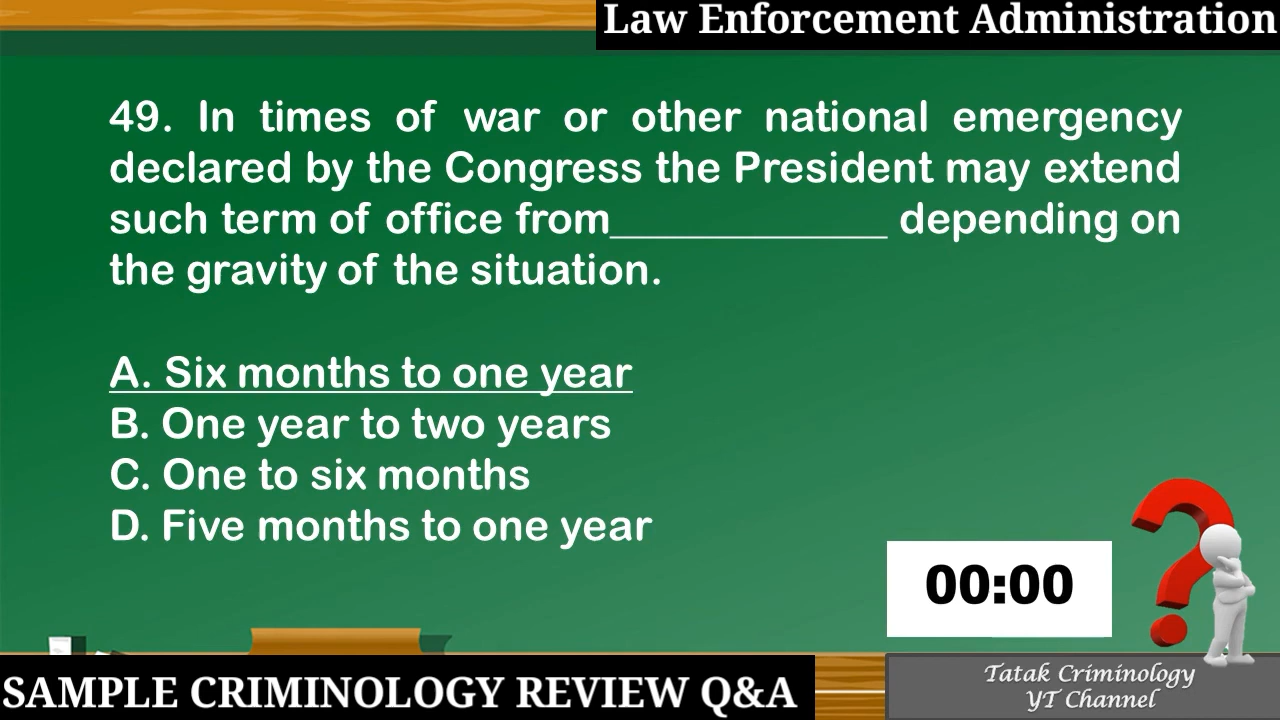 Law Enforcement Administration
49. In times of war or other national emergency
declared by the Congress the President may extend
such term of office from______________ depending on
the gravity of the situation.
A. Six months to one year
B. One year to two years
C. One to six months
D. Five months to one year
00:00
SAMPLE CRIMINOLOGY REVIEW Q&A
Tatak Criminology
YT Channel